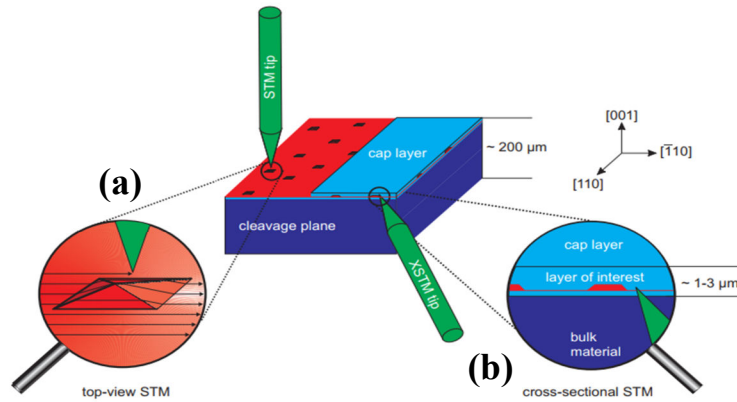 STM tip
(a)
cap layer
~ 200 µm
[001]
[1̅10]
[110]
cleavage plane
XSTM tip
cap layer
layer of interest
~ 1-3 µm
bulk
material
(b)
top-view STM
cross-sectional STM